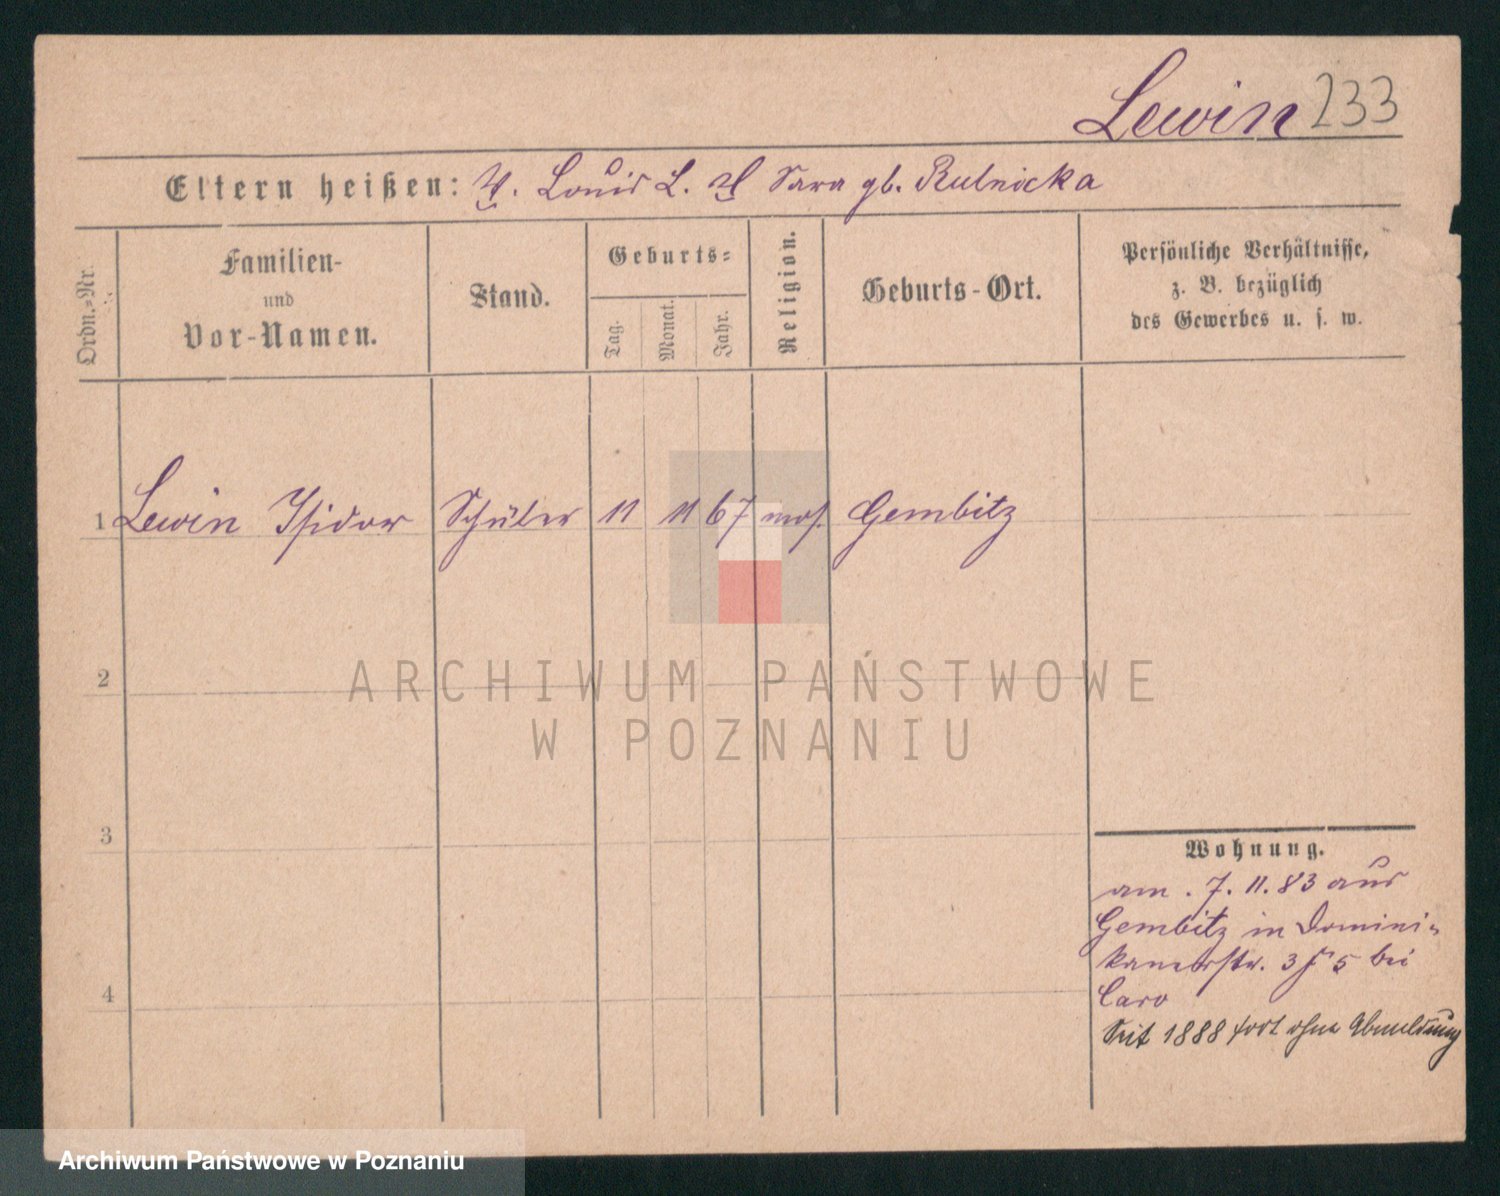 Lewin 233
Eltern heißen: V. Louis L. M Sara gb. Rulnicka
Ordn.-Nr.
Familien-
und
Vor-Namen.
Stand.
Geburts-
Tag.
Monat.
Jahr.
Religion.
Geburts-Ort.
Persönliche Verhältnisse,
z. B. bezüglich
des Gewerbes u. s. w.
1 Lewin Isidor Schüler 11 11 67 mos. Gembitz
2
ARCHIWUM PAŃSTWOWE
W POZNANIU
3
4
Wohnung.
am . 7. 11. 83 aus
Gembitz in Domini-
kanerstr. 3 5 bei
Caro
Seit 1888 fort ohne Abmeldung
Archiwum Państwowe w Poznaniu